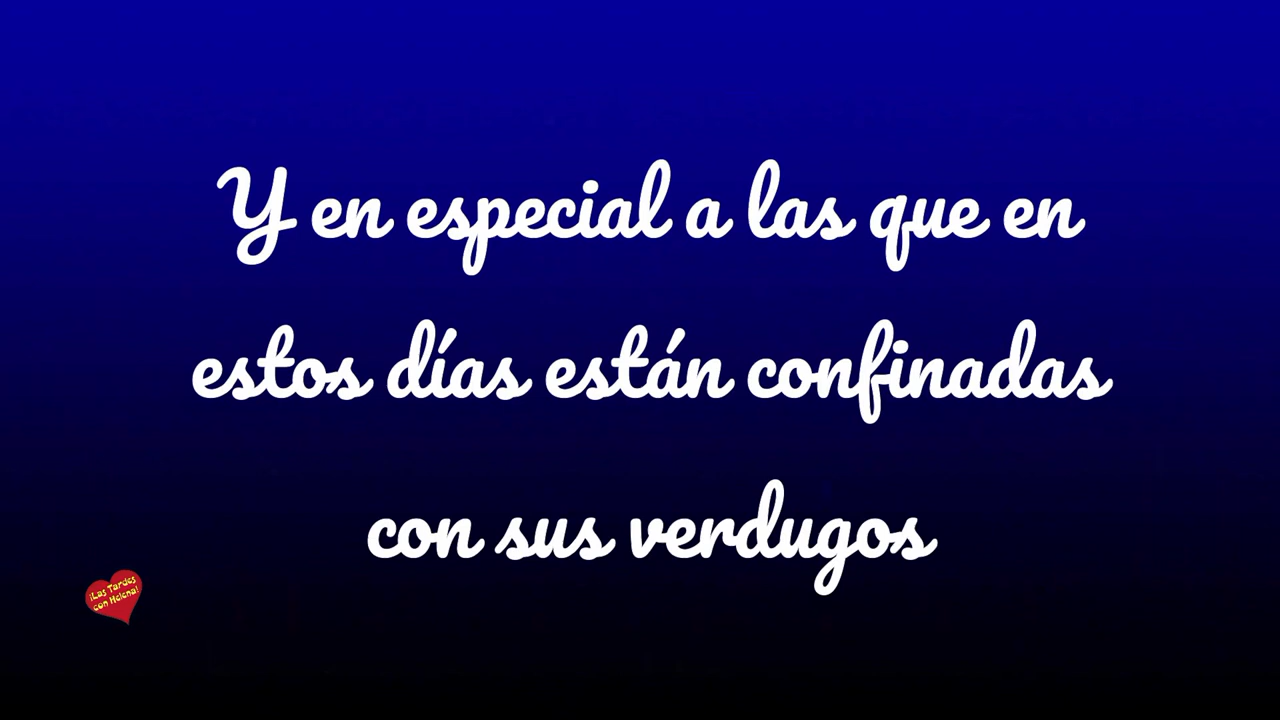 Y en especial a las que en
estos días están confinadas
con sus verdugos
¡Las Tardes
con Helena!